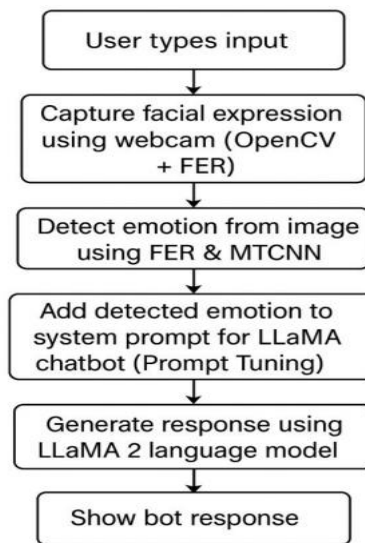 User types input
Capture facial expression
using webcam (OpenCV
+ FER)
Detect emotion from image
using FER & MTCNN
Add detected emotion to
system prompt for LLaMA
chatbot (Prompt Tuning)
Generate response using
LLaMA 2 language model
Show bot response